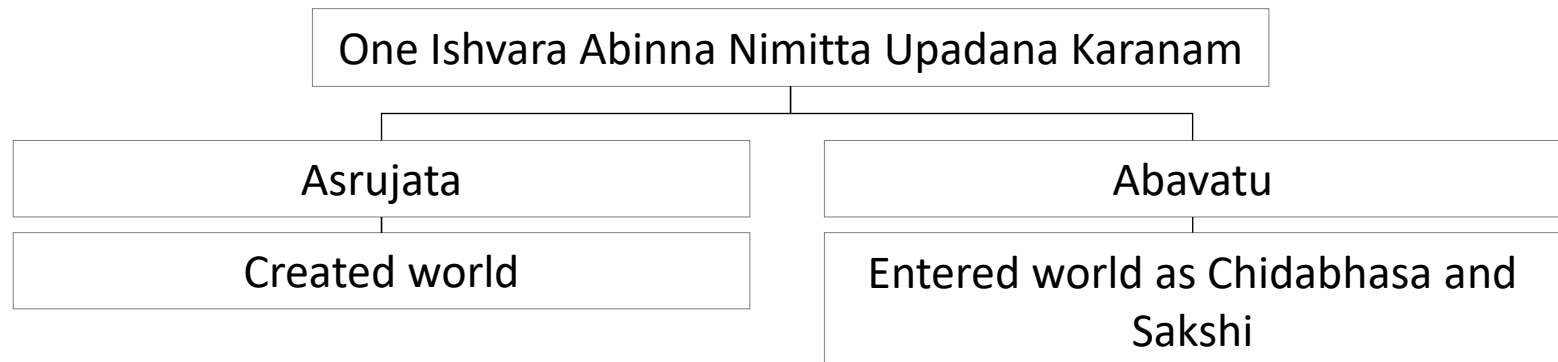 One Ishvara Abinna Nimitta Upadana Karanam
Asrujata
Abavatu
Created world
Entered world as Chidabhasa and
Sakshi